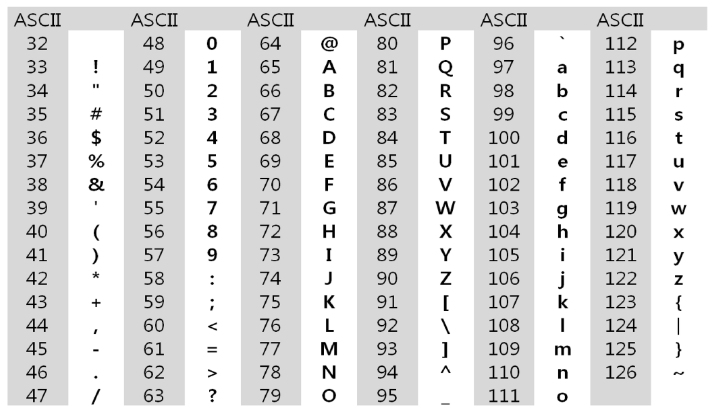 ASCII ASCII ASCII ASCII ASCII ASCII
32 48 0 64 @ 80 P 96 ` 112 p
33 ! 49 1 65 A 81 Q 97 a 113 q
34 " 50 2 66 B 82 R 98 b 114 r
35 # 51 3 67 C 83 S 99 c 115 s
36 $ 52 4 68 D 84 T 100 d 116 t
37 % 53 5 69 E 85 U 101 e 117 u
38 & 54 6 70 F 86 V 102 f 118 v
39 ' 55 7 71 G 87 W 103 g 119 w
40 ( 56 8 72 H 88 X 104 h 120 x
41 ) 57 9 73 I 89 Y 105 i 121 y
42 * 58 : 74 J 90 Z 106 j 122 z
43 + 59 ; 75 K 91 [ 107 k 123 {
44 , 60 < 76 L 92 \ 108 l 124 |
45 - 61 = 77 M 93 ] 109 m 125 }
46 . 62 > 78 N 94 ^ 110 n 126 ~
47 / 63 ? 79 O 95 _ 111 o